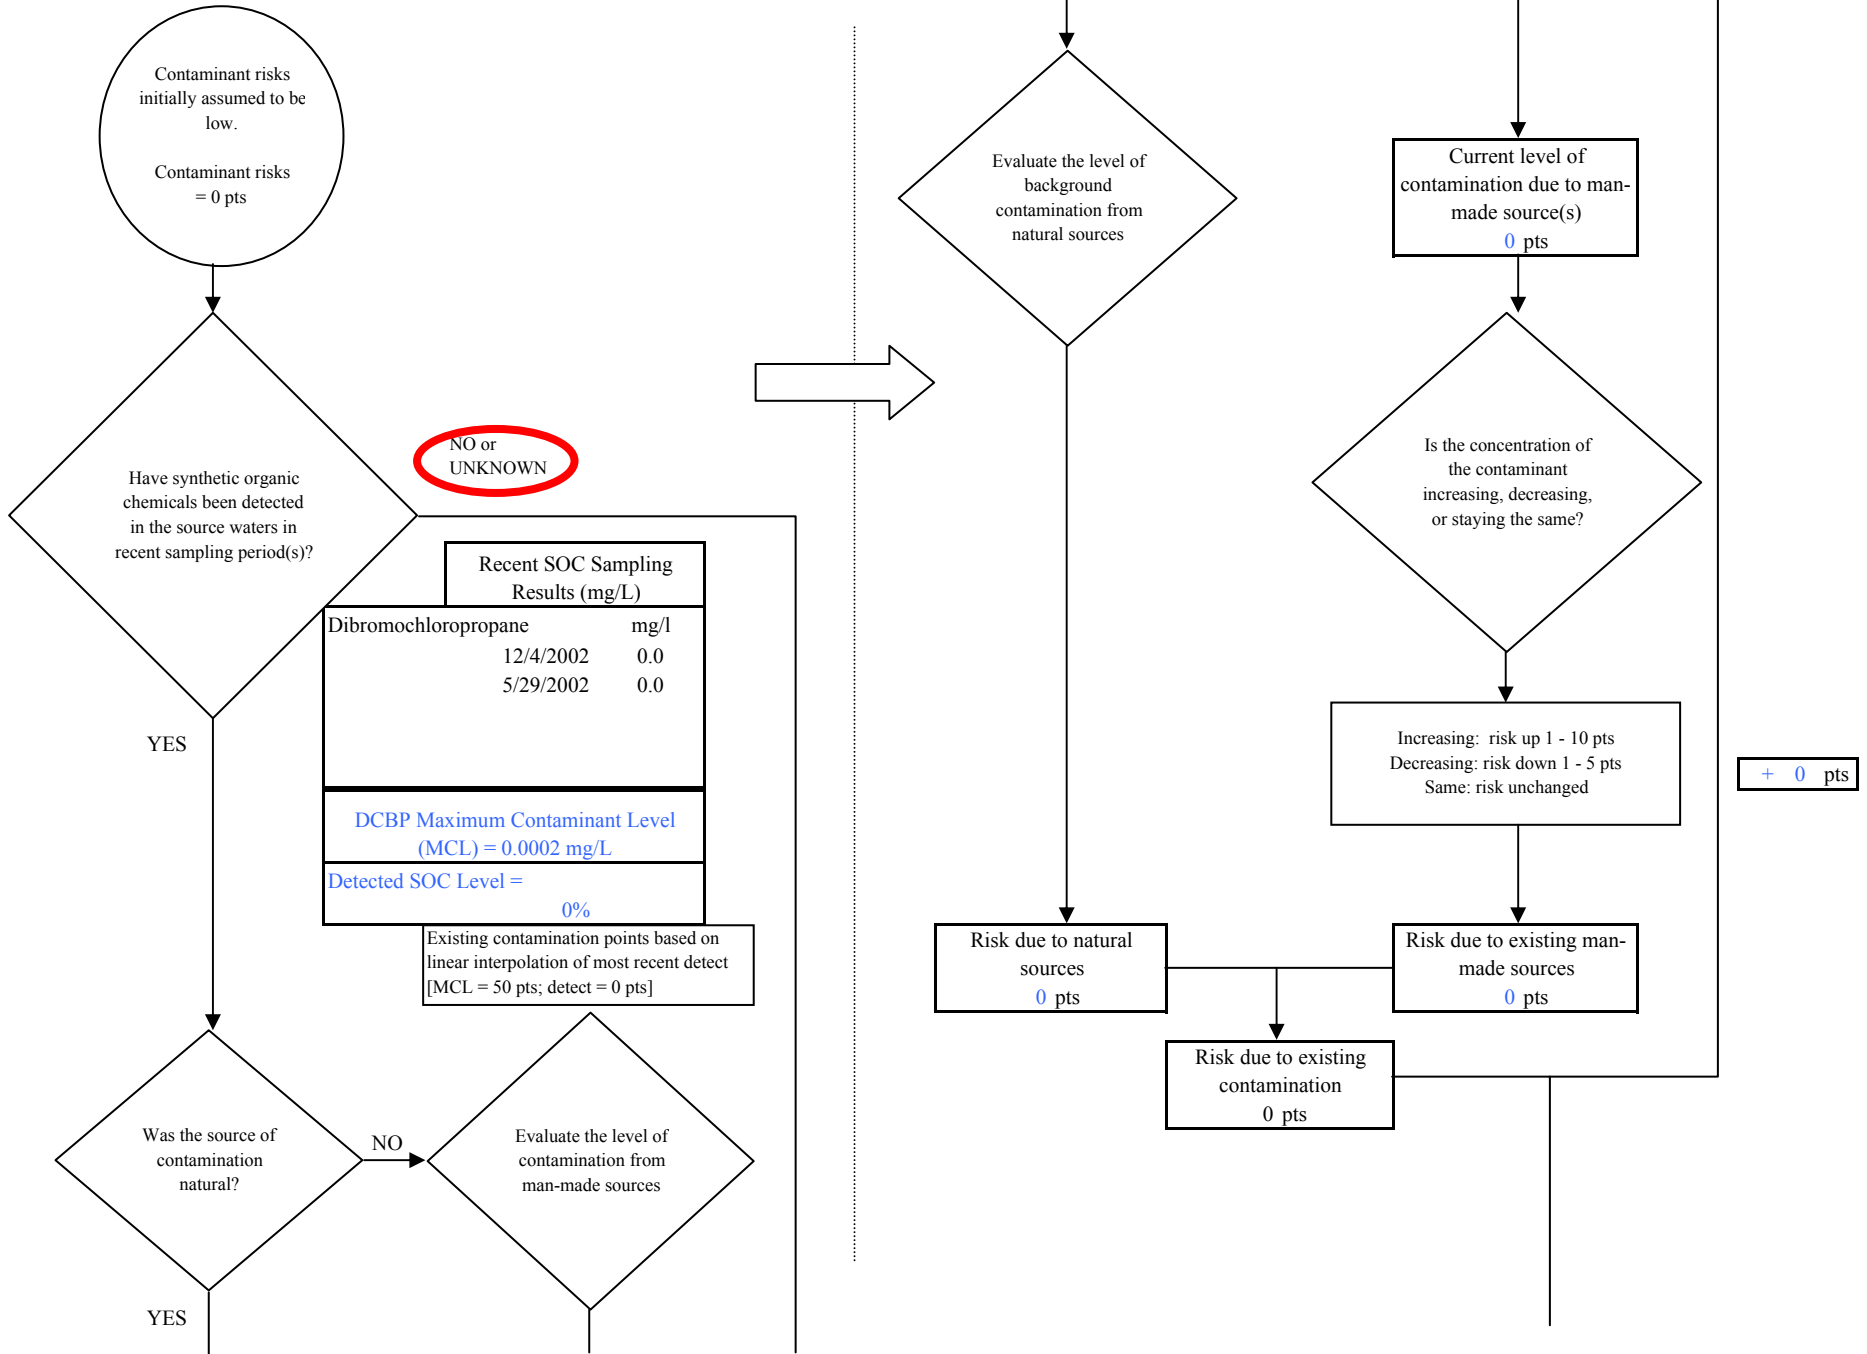 Contaminant risks
initially assumed to be
low.
Contaminant risks
= 0 pts
Have synthetic organic
chemicals been detected
in the source waters in
recent sampling period(s)?
NO or
UNKNOWN
Recent SOC Sampling
Results (mg/L)
Dibromochloropropane mg/l
12/4/2002 0.0
5/29/2002 0.0
DCBP Maximum Contaminant Level
(MCL) = 0.0002 mg/L
Detected SOC Level =
0%
Existing contamination points based on
linear interpolation of most recent detect
[MCL = 50 pts; detect = 0 pts]
YES
Was the source of
contamination
natural?
NO
Evaluate the level of
contamination from
man-made sources
YES
Evaluate the level of
background
contamination from
natural sources
Current level of
contamination due to man-
made source(s)
0 pts
Is the concentration of
the contaminant
increasing, decreasing,
or staying the same?
Increasing: risk up 1 - 10 pts
Decreasing: risk down 1 - 5 pts
Same: risk unchanged
+ 0 pts
Risk due to natural
sources
0 pts
Risk due to existing man-
made sources
0 pts
Risk due to existing
contamination
0 pts